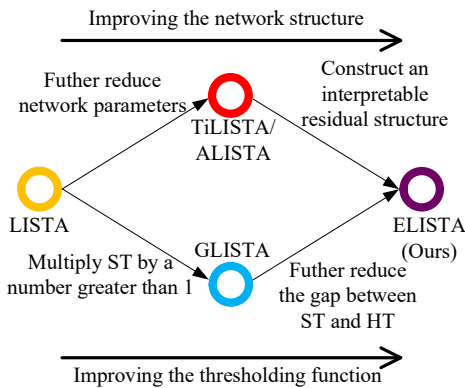 Improving the network structure
Futher reduce
network parameters
Construct an
interpretable
residual structure
TiLISTA/
ALISTA
LISTA
ELISTA
(Ours)
GLISTA
Multiply ST by a
number greater than 1
Futher reduce
the gap between
ST and HT
Improving the thresholding function